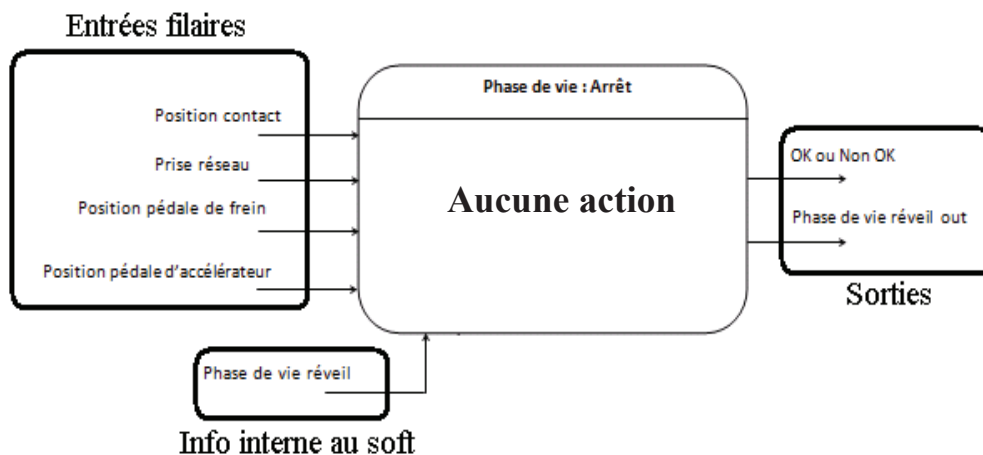 Entrées filaires
Phase de vie : Arrêt
Position contact
Prise réseau
Position pédale de frein
Position pédale d'accélérateur
Aucune action
OK ou Non OK
Phase de vie réveil out
Sorties
Phase de vie réveil
Info interne au soft